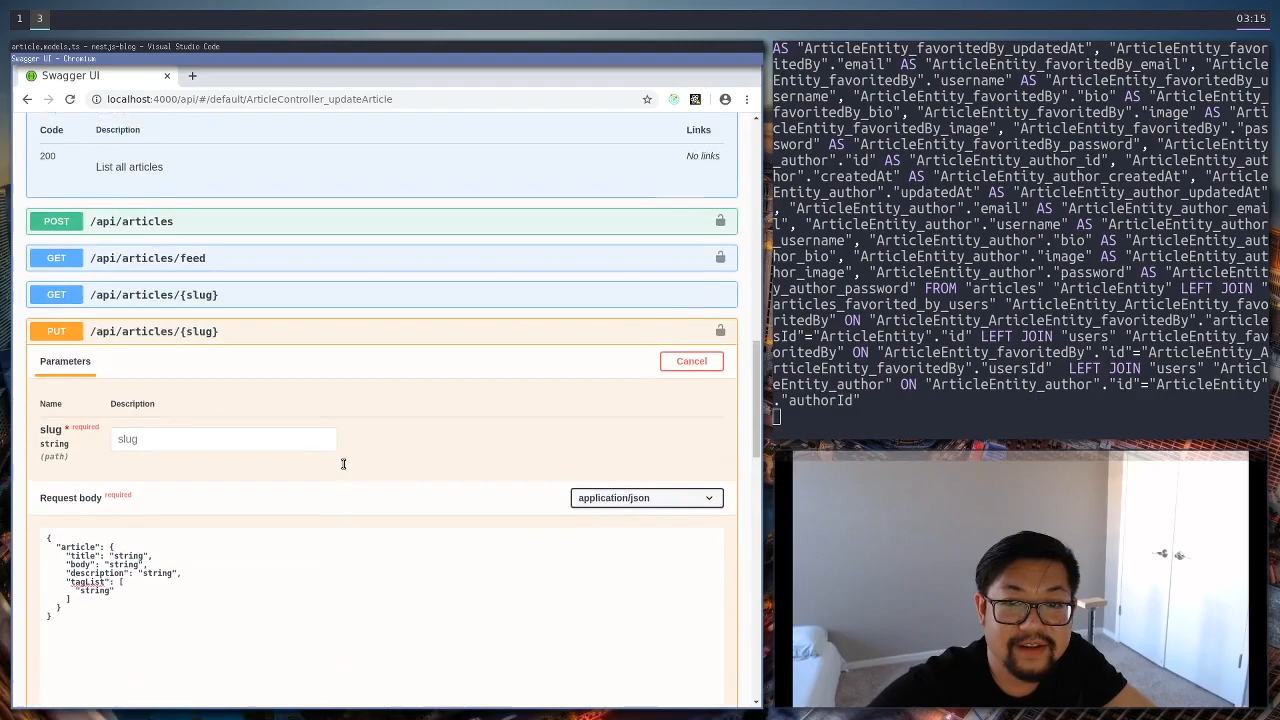 1 3 03:15
article.models.ts - nestjs-blog - Visual Studio Code
Swagger UI - Chromium
Swagger UI
localhost:4000/api/#/default/ArticleController_updateArticle
Code Description Links
200 List all articles No links
POST /api/articles
GET /api/articles/feed
GET /api/articles/{slug}
PUT /api/articles/{slug}
Parameters Cancel
Name Description
slug * required
string
(path)
slug
Request body required application/json
{
"article": {
"title": "string",
"body": "string",
"description": "string",
"tagList": [
"string"
]
}
}
AS "ArticleEntity_favoritedBy_updatedAt", "ArticleEntity_favor
itedBy"."email" AS "ArticleEntity_favoritedBy_email", "Article
Entity_favoritedBy"."username" AS "ArticleEntity_favoritedBy_u
sername", "ArticleEntity_favoritedBy"."bio" AS "ArticleEntity_
favoritedBy_bio", "ArticleEntity_favoritedBy"."image" AS "Arti
cleEntity_favoritedBy_image", "ArticleEntity_favoritedBy"."pas
sword" AS "ArticleEntity_favoritedBy_password", "ArticleEntity
_author"."id" AS "ArticleEntity_author_id", "ArticleEntity_aut
hor"."createdAt" AS "ArticleEntity_author_createdAt", "Article
Entity_author"."updatedAt" AS "ArticleEntity_author_updatedAt"
, "ArticleEntity_author"."email" AS "ArticleEntity_author_emai
l", "ArticleEntity_author"."username" AS "ArticleEntity_author
_username", "ArticleEntity_author"."bio" AS "ArticleEntity_aut
hor_bio", "ArticleEntity_author"."image" AS "ArticleEntity_aut
hor_image", "ArticleEntity_author"."password" AS "ArticleEntit
y_author_password" FROM "articles" "ArticleEntity" LEFT JOIN "
articles_favorited_by_users" "ArticleEntity_ArticleEntity_favo
ritedBy" ON "ArticleEntity_ArticleEntity_favoritedBy"."article
sId"="ArticleEntity"."id" LEFT JOIN "users" "ArticleEntity_fav
oritedBy" ON "ArticleEntity_favoritedBy"."id"="ArticleEntity_A
rticleEntity_favoritedBy"."usersId" LEFT JOIN "users" "Articl
eEntity_author" ON "ArticleEntity_author"."id"="ArticleEntity"
."authorId"